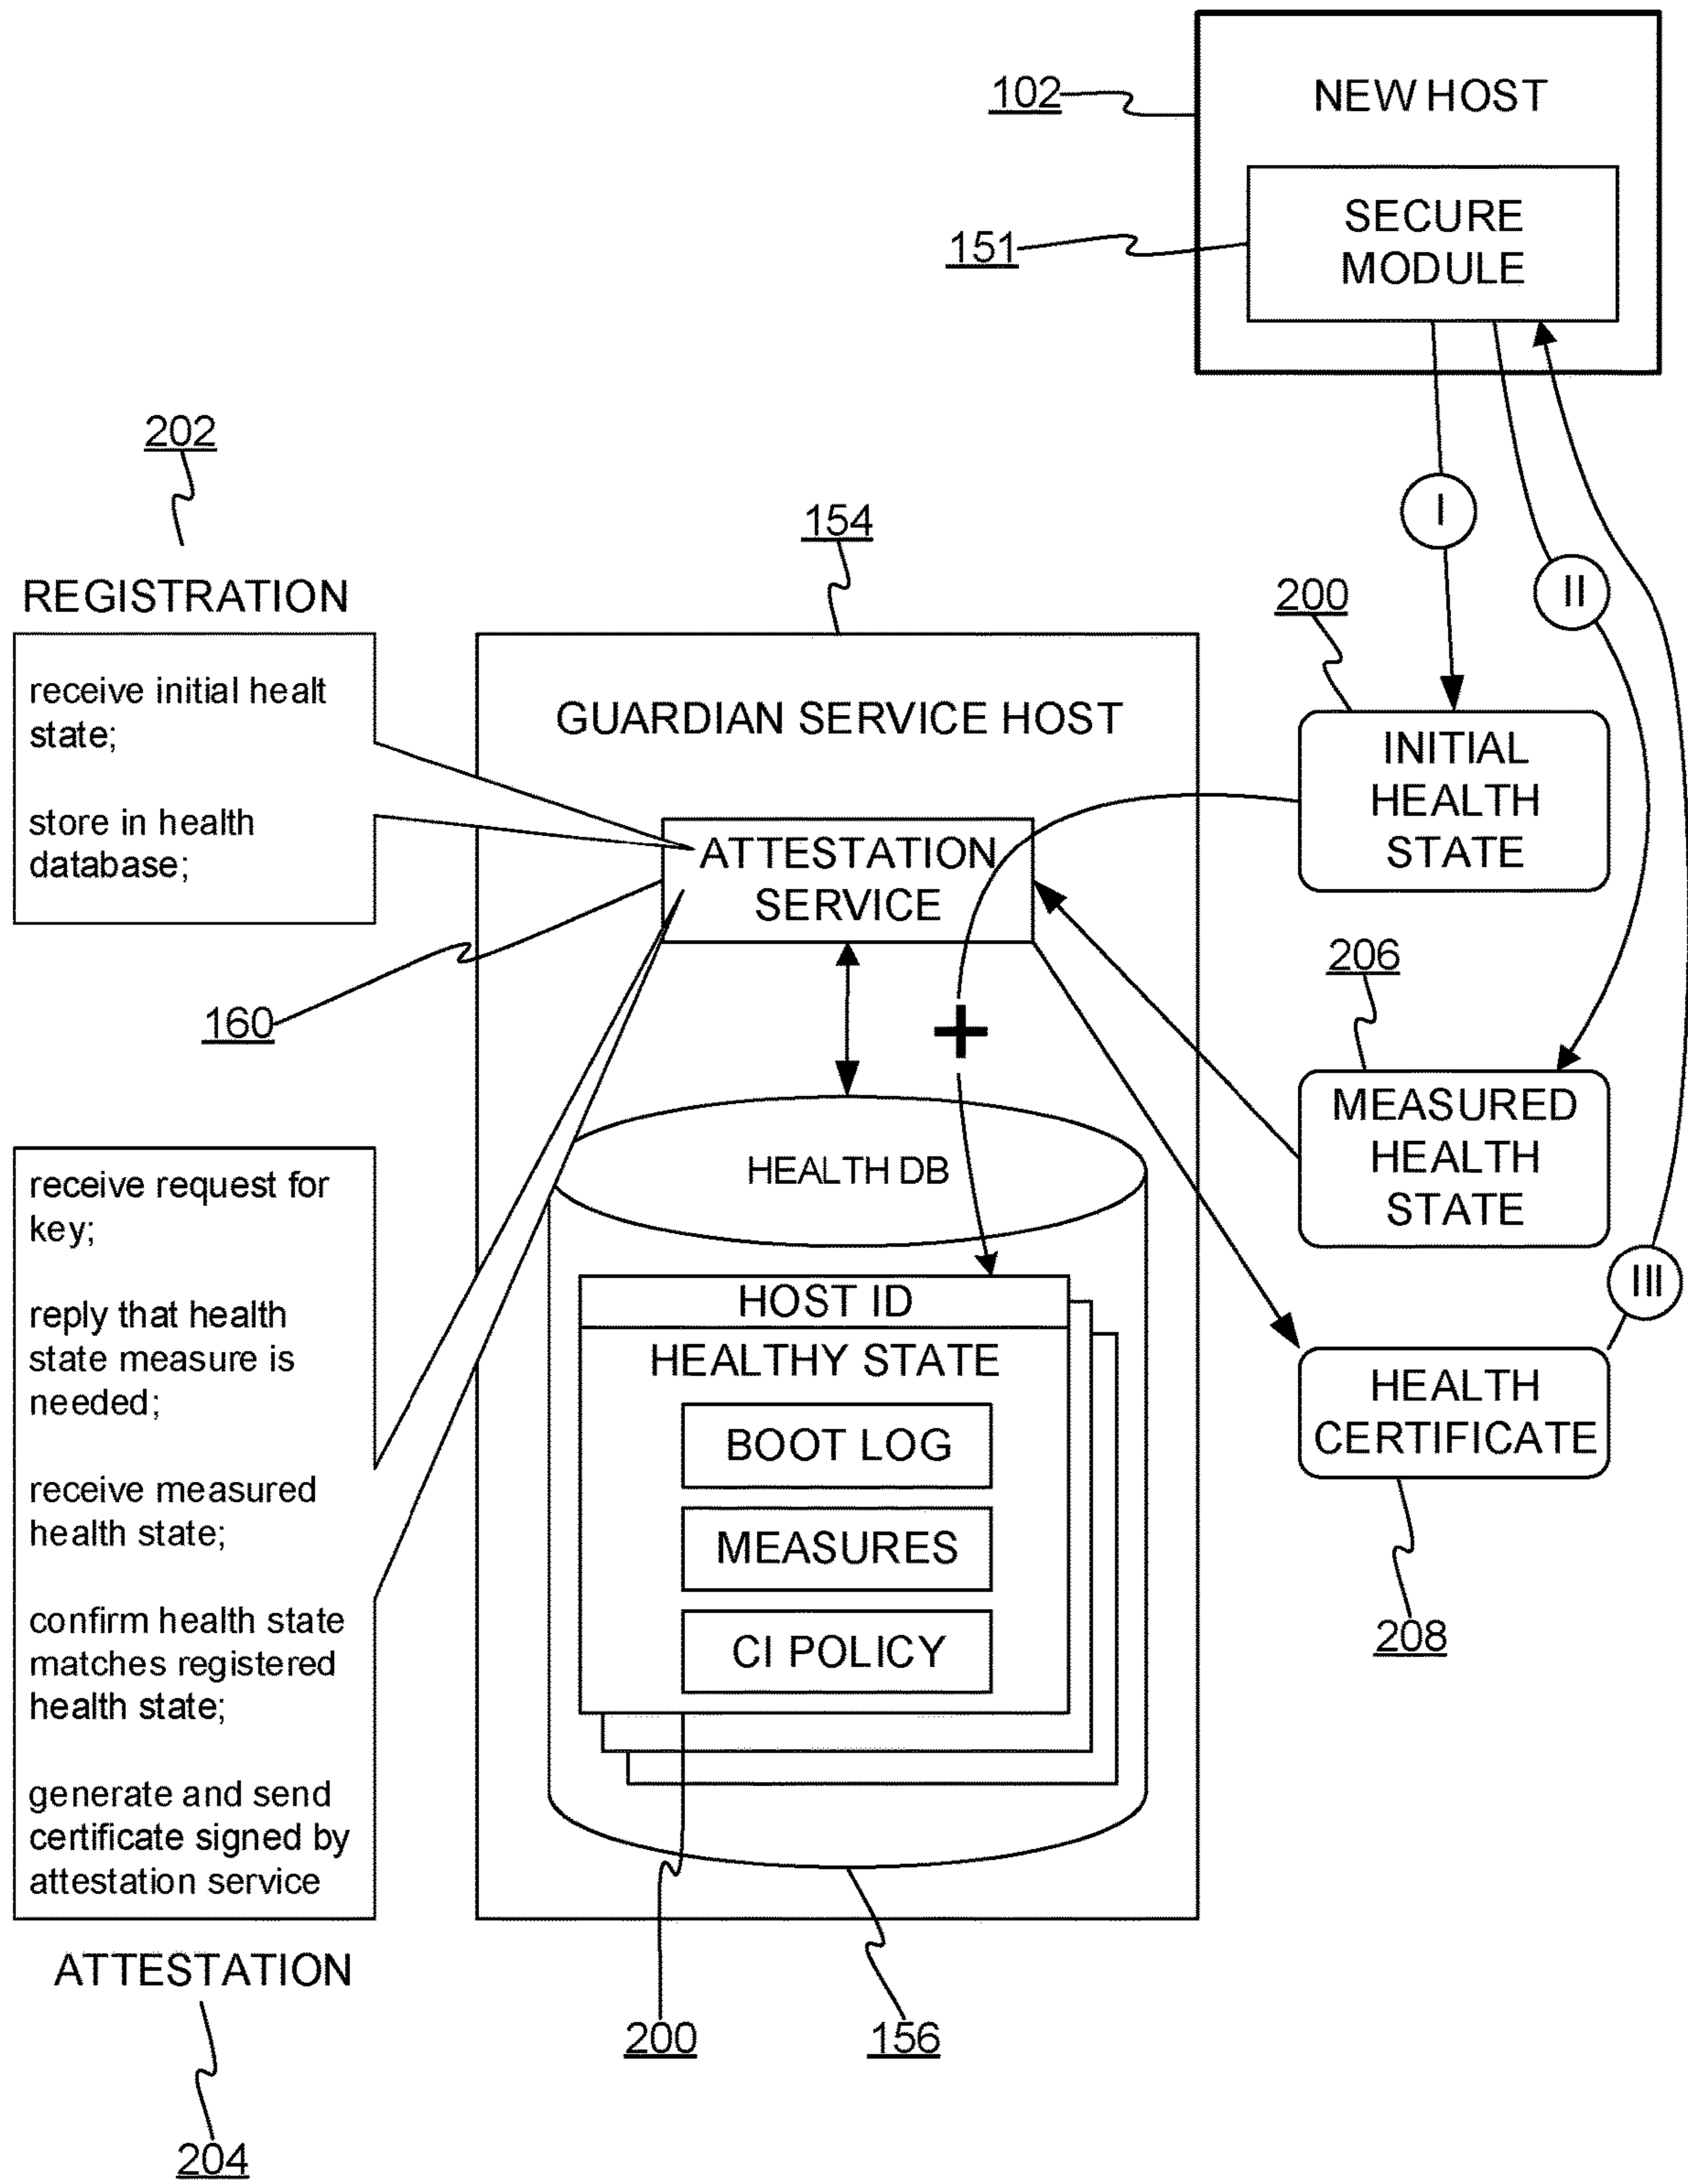 102
NEW HOST
151
SECURE
MODULE
202
REGISTRATION
receive initial healt
state;
store in health
database;
154
GUARDIAN SERVICE HOST
ATTESTATION
SERVICE
160
I
II
200
INITIAL
HEALTH
STATE
206
MEASURED
HEALTH
STATE
III
HEALTH
CERTIFICATE
208
+
HEALTH DB
HOST ID
HEALTHY STATE
BOOT LOG
MEASURES
CI POLICY
receive request for
key;
reply that health
state measure is
needed;
receive measured
health state;
confirm health state
matches registered
health state;
generate and send
certificate signed by
attestation service
ATTESTATION
204
200
156